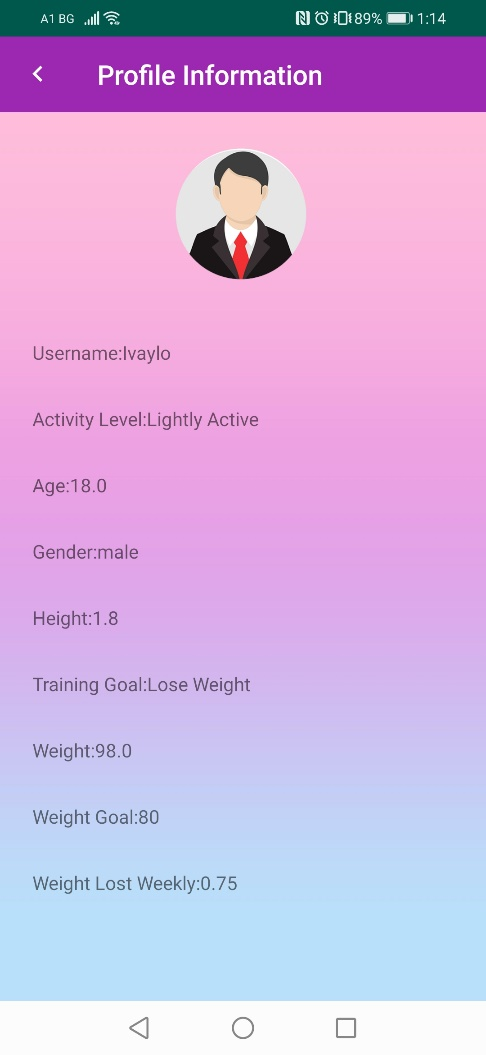 A1 BG 89% 1:14
Profile Information
Username:Ivaylo
Activity Level:Lightly Active
Age:18.0
Gender:male
Height:1.8
Training Goal:Lose Weight
Weight:98.0
Weight Goal:80
Weight Lost Weekly:0.75